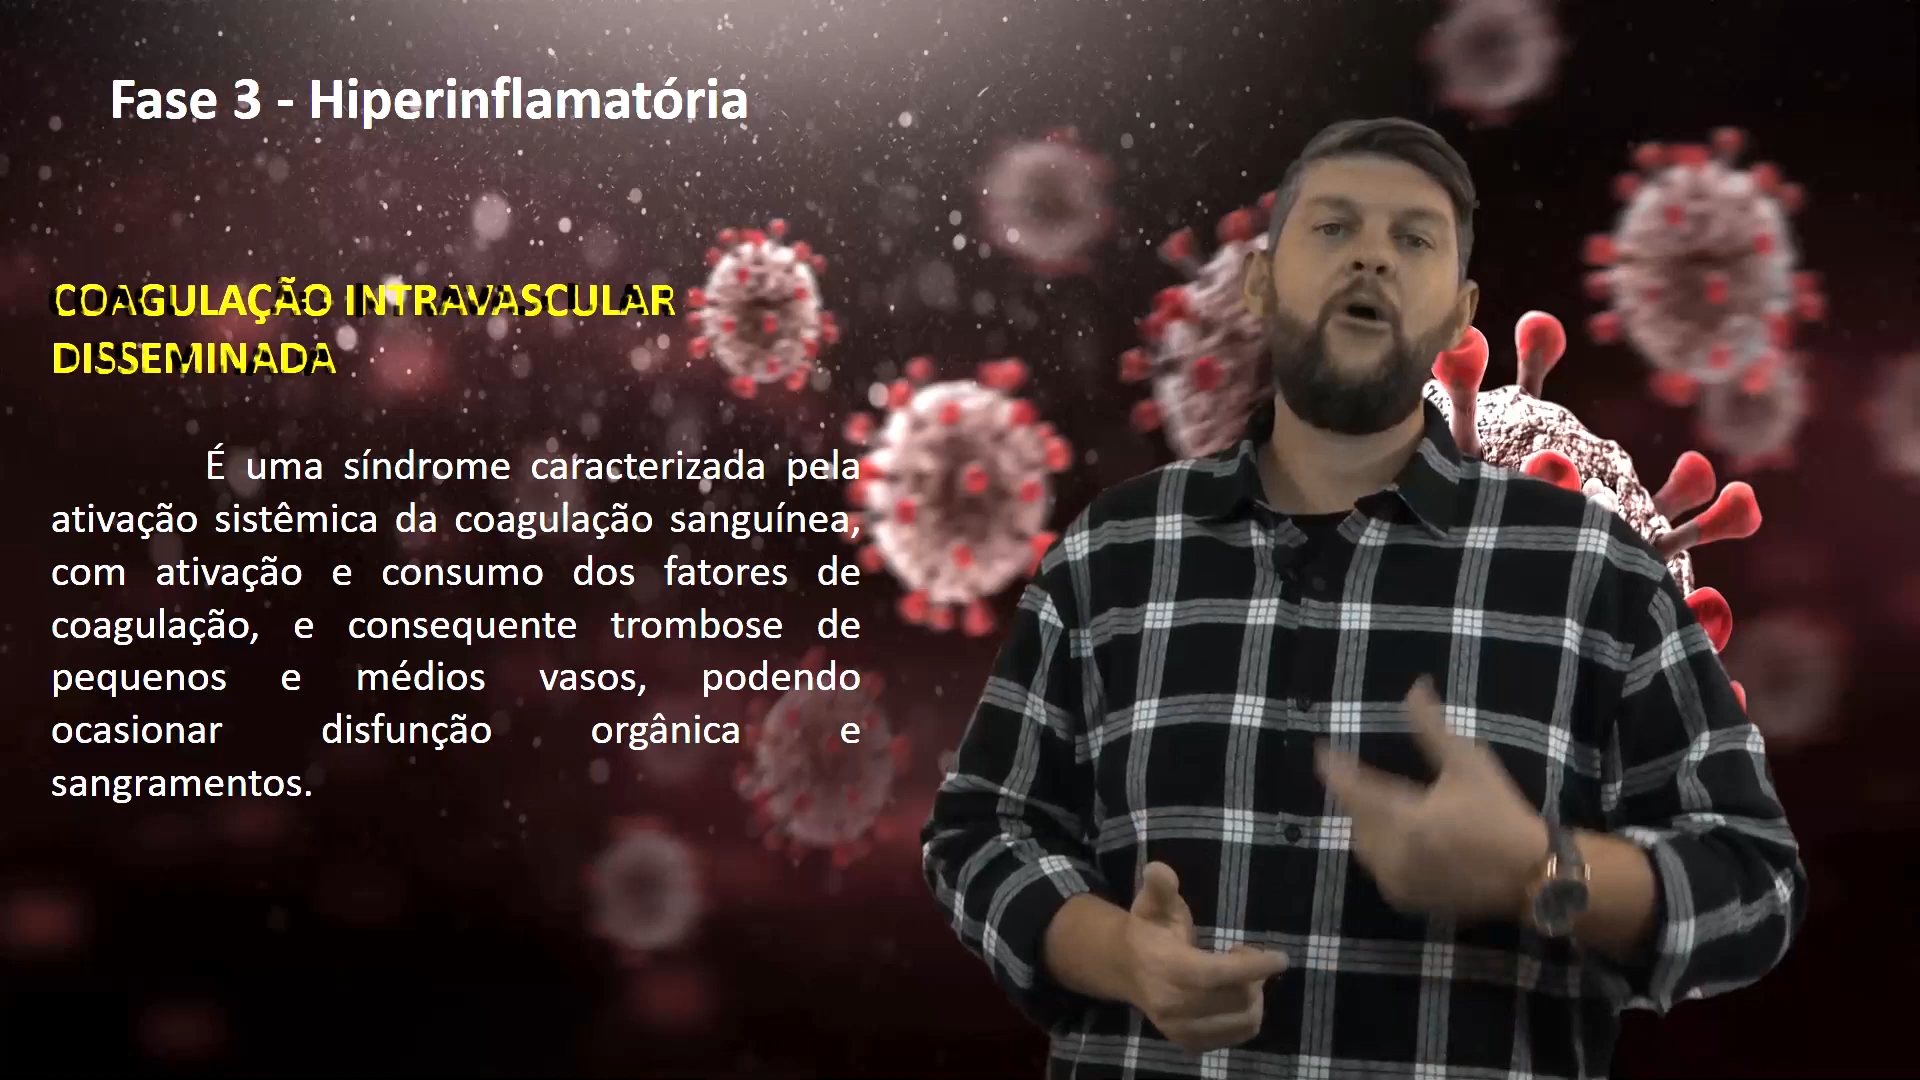 Fase 3 - Hiperinflamatória
COAGULAÇÃO INTRAVASCULAR
DISSEMINADA
É uma síndrome caracterizada pela
ativação sistêmica da coagulação sanguínea,
com ativação e consumo dos fatores de
coagulação, e consequente trombose de
pequenos e médios vasos, podendo
ocasionar disfunção orgânica e
sangramentos.